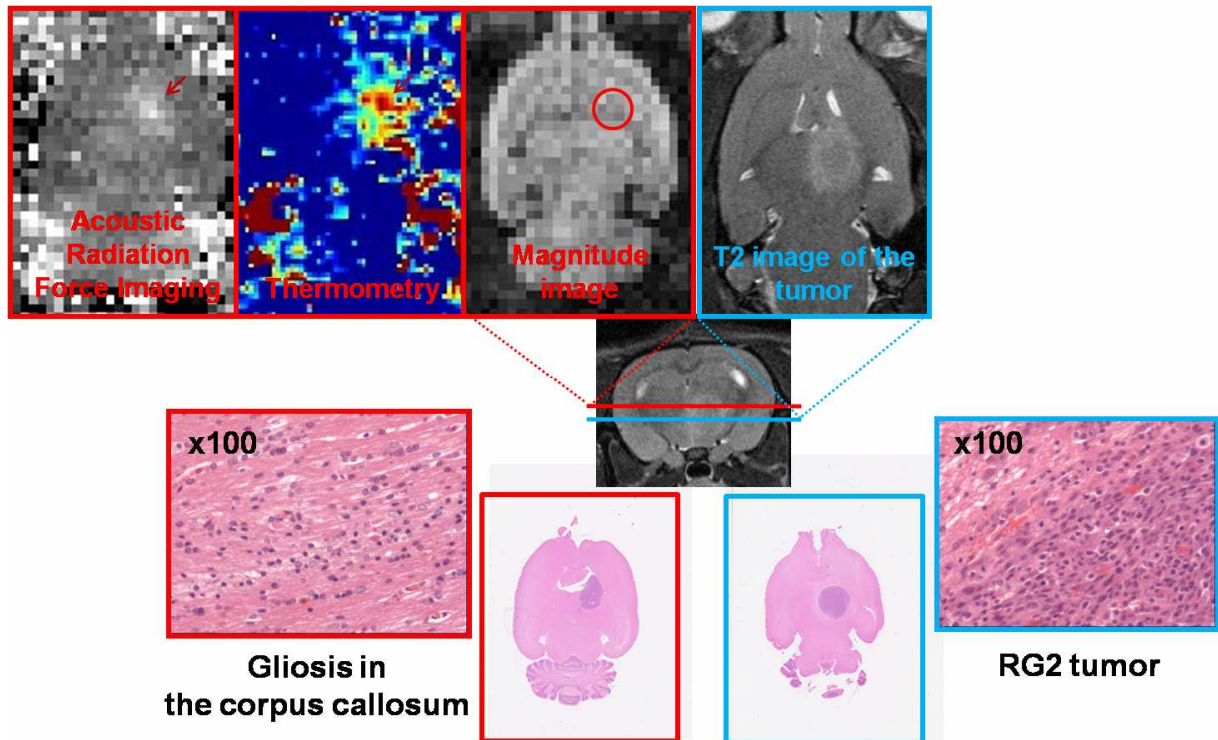 Acoustic
Radiation
Force Imaging
Thermometry
Magnitude
image
T2 image of the
tumor
x100
x100
Gliosis in
the corpus callosum
RG2 tumor